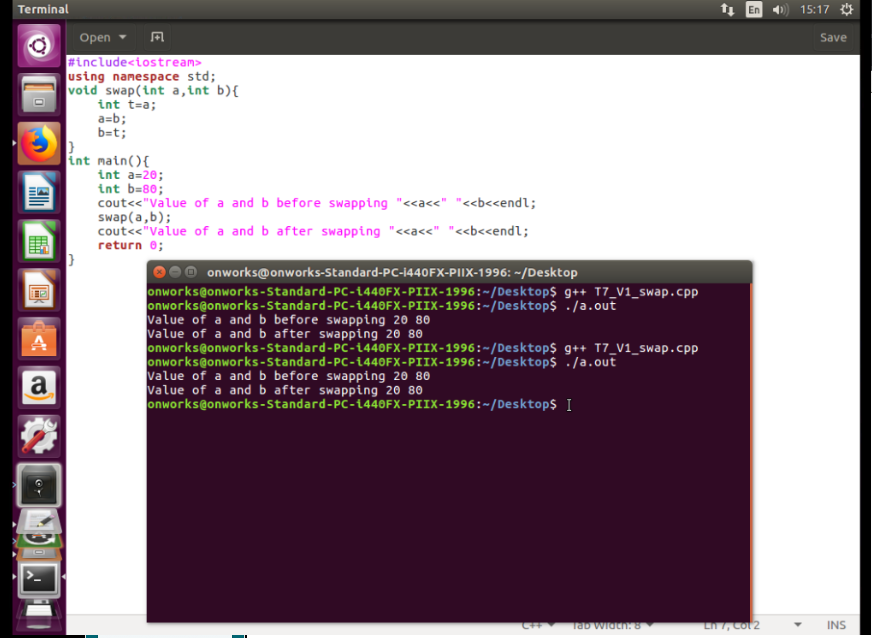 Terminal
En
15:17
Open
Save
#include<iostream>
using namespace std;
void swap(int a,int b){
    int t=a;
    a=b;
    b=t;
}
int main(){
    int a=20;
    int b=80;
    cout<<"Value of a and b before swapping "<<a<<" "<<b<<endl;
    swap(a,b);
    cout<<"Value of a and b after swapping "<<a<<" "<<b<<endl;
    return 0;
}
onworks@onworks-Standard-PC-i440FX-PIIX-1996: ~/Desktop
onworks@onworks-Standard-PC-i440FX-PIIX-1996:~/Desktop$ g++ T7_V1_swap.cpp
onworks@onworks-Standard-PC-i440FX-PIIX-1996:~/Desktop$ ./a.out
Value of a and b before swapping 20 80
Value of a and b after swapping 20 80
onworks@onworks-Standard-PC-i440FX-PIIX-1996:~/Desktop$ g++ T7_V1_swap.cpp
onworks@onworks-Standard-PC-i440FX-PIIX-1996:~/Desktop$ ./a.out
Value of a and b before swapping 20 80
Value of a and b after swapping 20 80
onworks@onworks-Standard-PC-i440FX-PIIX-1996:~/Desktop$
C++ Tab Width: 8 Ln 7, Col 2 INS